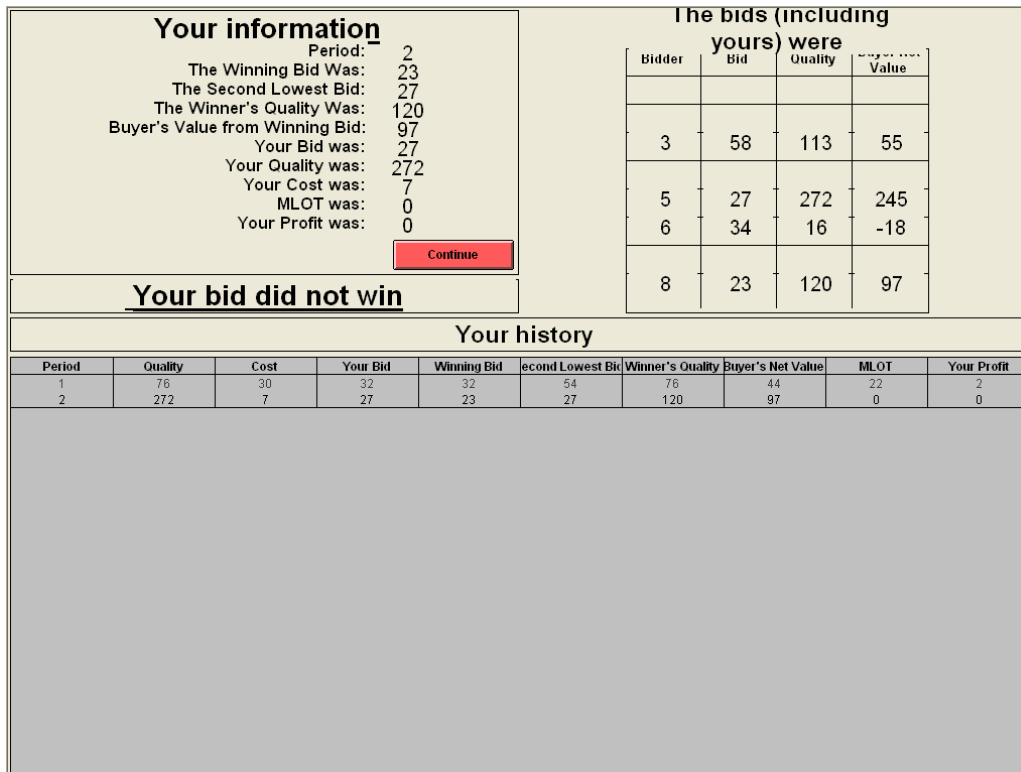 Your information
Period: 2
The Winning Bid Was: 23
The Second Lowest Bid: 27
The Winner's Quality Was: 120
Buyer's Value from Winning Bid: 97
Your Bid was: 27
Your Quality was: 272
Your Cost was: 7
MLOT was: 0
Your Profit was: 0
Continue
Your bid did not win
The bids (including
yours) were
Bidder Bid Quality Value
3 58 113 55
5 27 272 245
6 34 16 -18
8 23 120 97
Your history
Period Quality Cost Your Bid Winning Bid econd Lowest Bid Winner's Quality Buyer's Net Value MLOT Your Profit
1 76 30 32 32 54 76 44 22 2
2 272 7 27 23 27 120 97 0 0